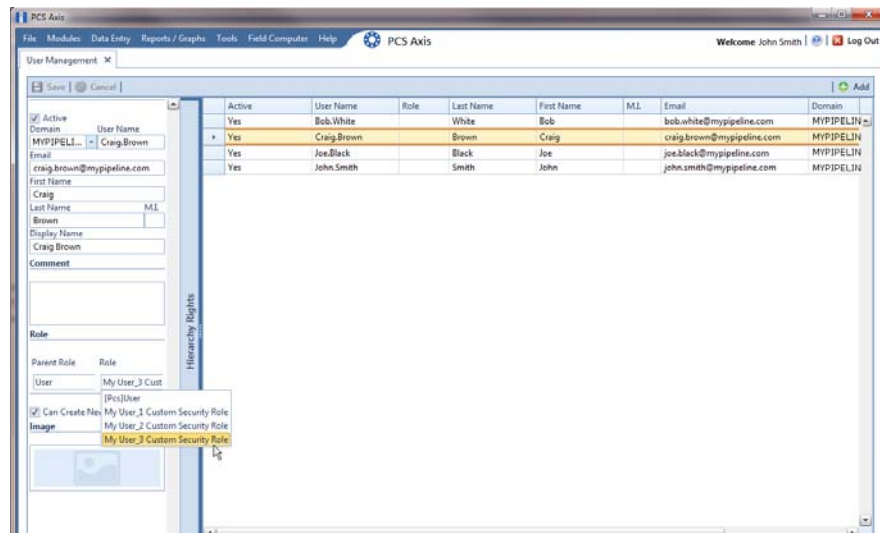 PCS Axis
File Modules Data Entry Reports / Graphs Tools Field Computer Help PCS Axis Welcome John Smith Log Out
User Management
Save Cancel Add
Active User Name Role Last Name First Name M.I. Email Domain
Yes Bob.White White Bob bob.white@mypipeline.com MYPIPELIN
Yes Craig.Brown Brown Craig craig.brown@mypipeline.com MYPIPELIN
Yes Joe.Black Black Joe joe.black@mypipeline.com MYPIPELIN
Yes John.Smith Smith John john.smith@mypipeline.com MYPIPELIN
Active
Domain User Name
MYPIPELI... Craig.Brown
Email
craig.brown@mypipeline.com
First Name
Craig
Last Name M.I.
Brown
Display Name
Craig Brown
Comment
Hierarchy Rights
Role
Parent Role Role
User My User_3 Cust
[Pcs]User
Can Create New My User_1 Custom Security Role
Image My User_2 Custom Security Role
My User_3 Custom Security Role